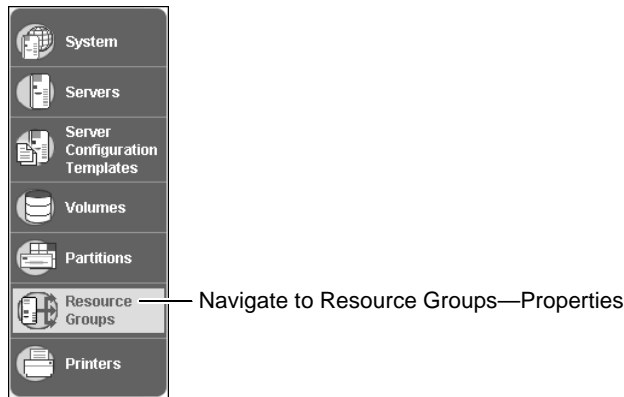 System
Servers
Server
Configuration
Templates
Volumes
Partitions
Resource
Groups
Navigate to Resource Groups—Properties
Printers